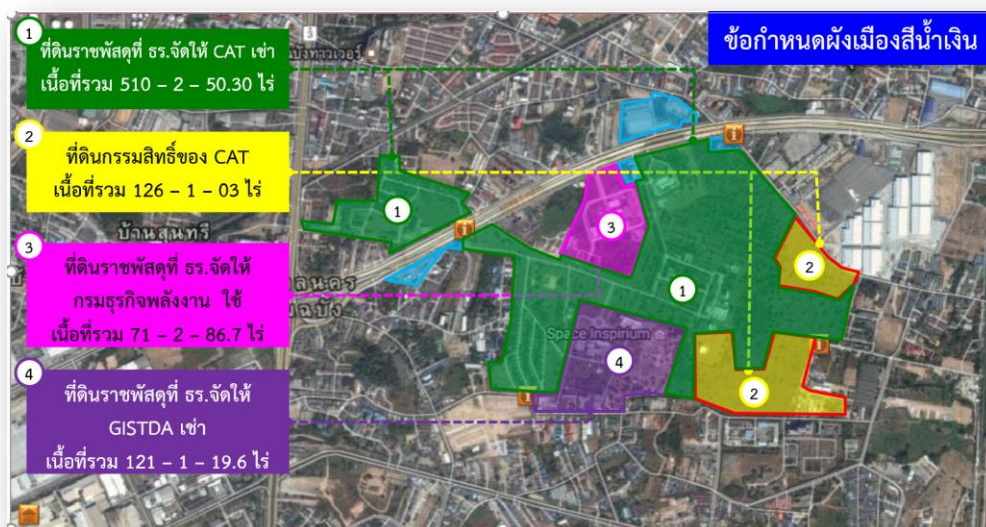 ข้อกำหนดผังเมืองสีน้ำเงิน
1
ที่ดินราชพัสดุที่ ธร.จัดให้ CAT เช่า
เนื้อที่รวม 510 – 2 – 50.30 ไร่
2
ที่ดินกรรมสิทธิ์ของ CAT
เนื้อที่รวม 126 – 1 – 03 ไร่
3
ที่ดินราชพัสดุที่ ธร.จัดให้
กรมธุรกิจพลังงาน ใช้
เนื้อที่รวม 71 – 2 – 86.7 ไร่
4
ที่ดินราชพัสดุที่ ธร.จัดให้
GISTDA เช่า
เนื้อที่รวม 121 – 1 – 19.6 ไร่
บ้านสุนทรี
Space Inspirium
1
3
1
2
4
2